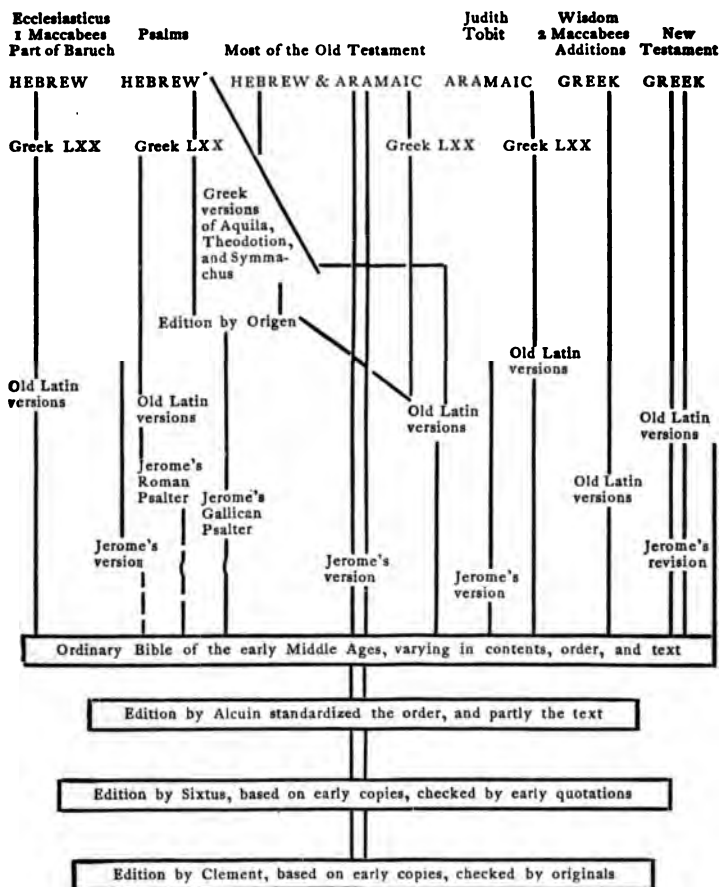 Ecclesiasticus
1 Maccabees
Part of Baruch
Psalms
Most of the Old Testament
Judith
Tobit
Wisdom
2 Maccabees
Additions
New
Testament
HEBREW
HEBREW
HEBREW & ARAMAIC
ARAMAIC
GREEK
GREEK
Greek LXX
Greek LXX
Greek LXX
Greek LXX
Greek
versions
of Aquila,
Theodotion,
and Symma-
chus
Edition by Origen
Old Latin
versions
Old Latin
versions
Old Latin
versions
Old Latin
versions
Old Latin
versions
Jerome's
Roman
Psalter
Jerome's
Gallican
Psalter
Old Latin
versions
Jerome's
version
Jerome's
version
Jerome's
version
Jerome's
revision
Ordinary Bible of the early Middle Ages, varying in contents, order, and text
Edition by Alcuin standardized the order, and partly the text
Edition by Sixtus, based on early copies, checked by early quotations
Edition by Clement, based on early copies, checked by originals